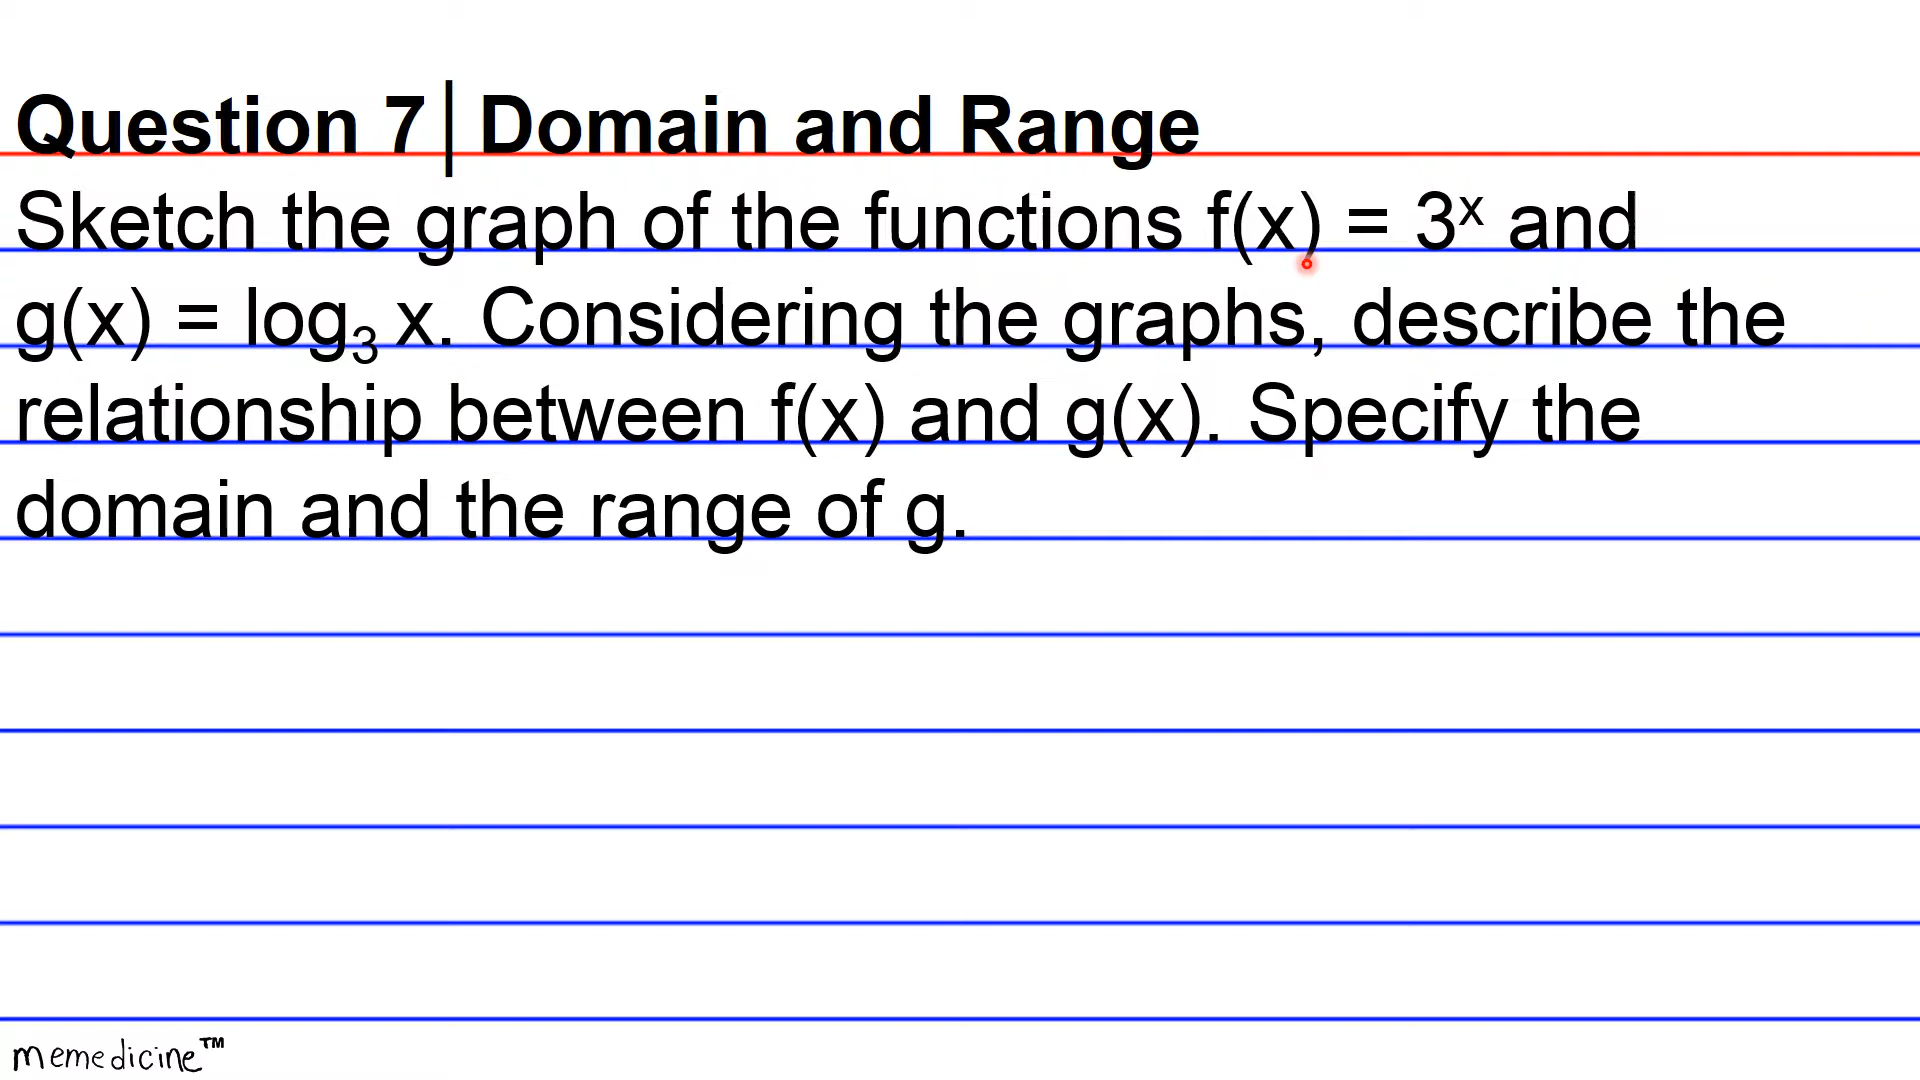 Question 7| Domain and Range
Sketch the graph of the functions f(x) = 3ˣ and
g(x) = log₃ x. Considering the graphs, describe the
relationship between f(x) and g(x). Specify the
domain and the range of g.
memedicine™